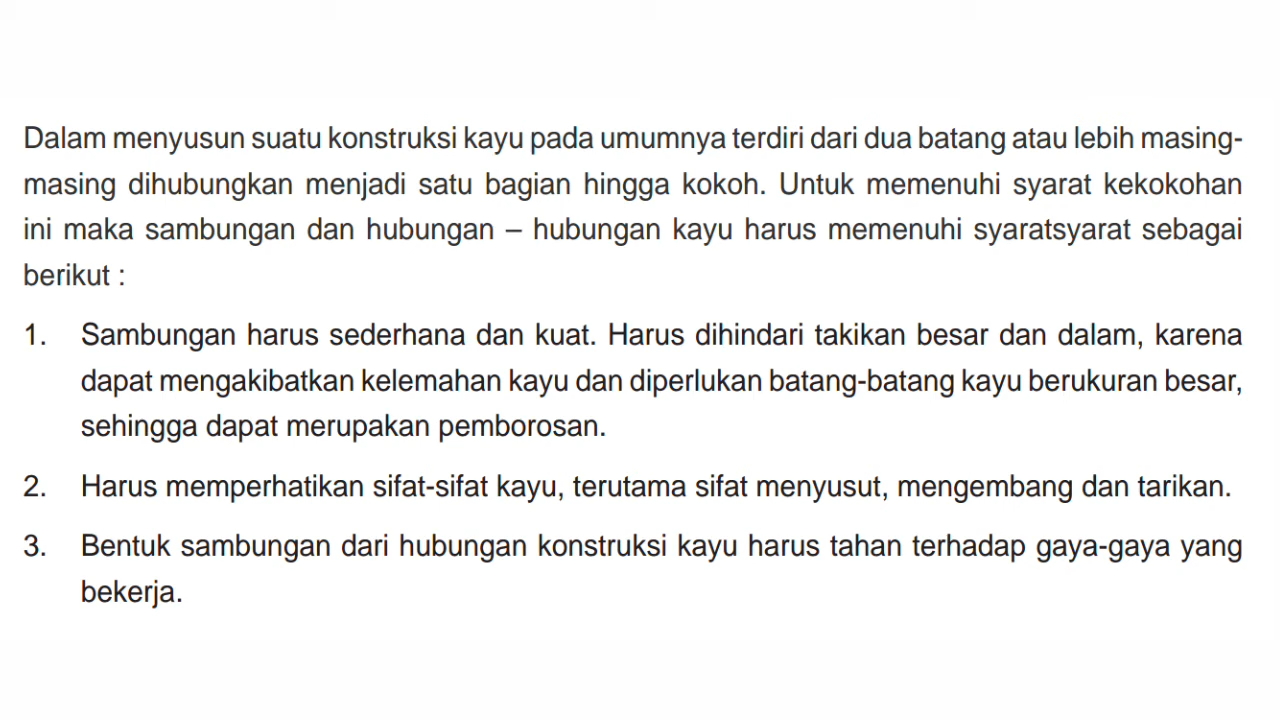 Dalam menyusun suatu konstruksi kayu pada umumnya terdiri dari dua batang atau lebih masing-
masing dihubungkan menjadi satu bagian hingga kokoh. Untuk memenuhi syarat kekokohan
ini maka sambungan dan hubungan – hubungan kayu harus memenuhi syaratsyarat sebagai
berikut :
1. Sambungan harus sederhana dan kuat. Harus dihindari takikan besar dan dalam, karena
dapat mengakibatkan kelemahan kayu dan diperlukan batang-batang kayu berukuran besar,
sehingga dapat merupakan pemborosan.
2. Harus memperhatikan sifat-sifat kayu, terutama sifat menyusut, mengembang dan tarikan.
3. Bentuk sambungan dari hubungan konstruksi kayu harus tahan terhadap gaya-gaya yang
bekerja.